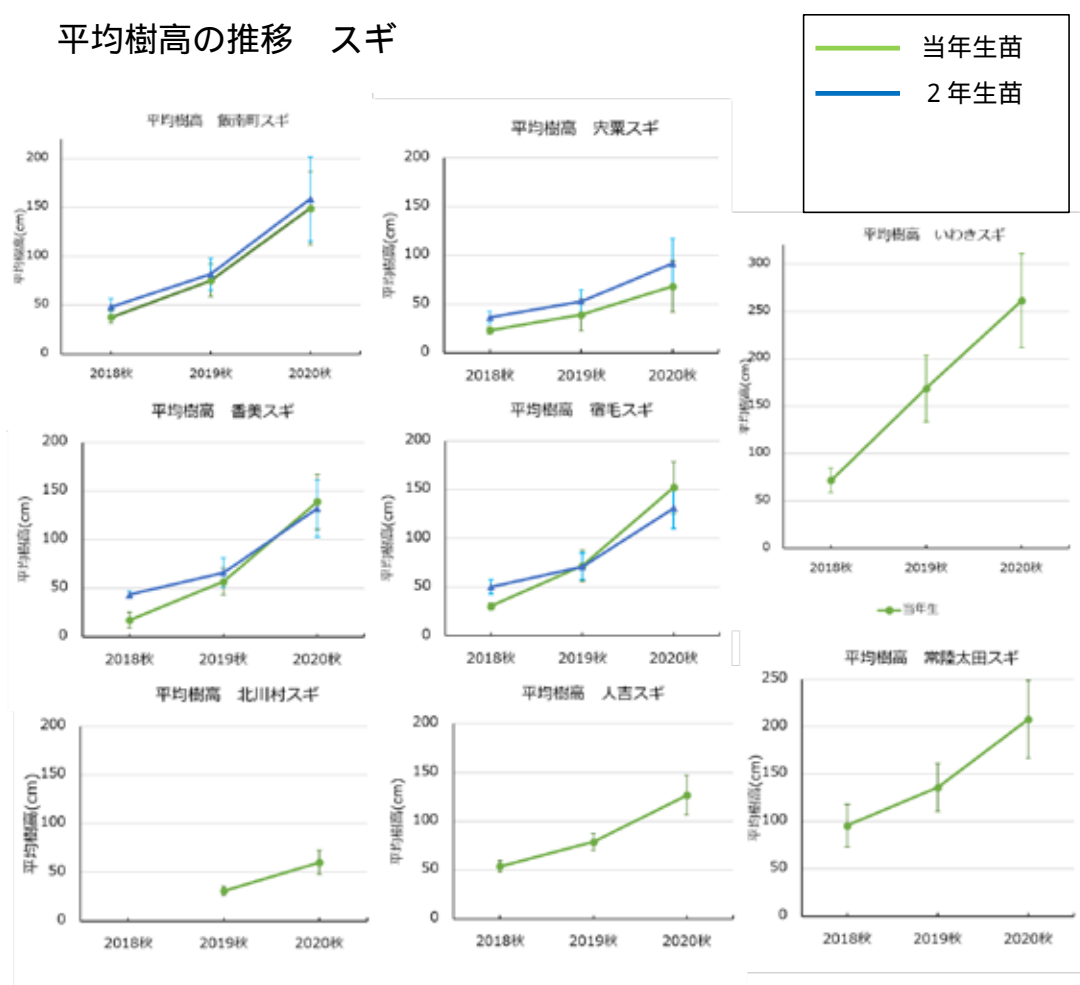 平均樹高の推移　スギ
当年生苗
2年生苗
平均樹高　飯南町スギ
平均樹高(cm)
200
150
100
50
0
2018秋
2019秋
2020秋
平均樹高　宍粟スギ
平均樹高(cm)
200
150
100
50
0
2018秋
2019秋
2020秋
平均樹高　いわきスギ
平均樹高(cm)
300
250
200
150
100
50
0
2018秋
2019秋
2020秋
当年生
平均樹高　香美スギ
平均樹高(cm)
200
150
100
50
0
2018秋
2019秋
2020秋
平均樹高　宿毛スギ
平均樹高(cm)
200
150
100
50
0
2018秋
2019秋
2020秋
平均樹高　北川村スギ
平均樹高(cm)
200
150
100
50
0
2018秋
2019秋
2020秋
平均樹高　人吉スギ
平均樹高(cm)
200
150
100
50
0
2018秋
2019秋
2020秋
平均樹高　常陸太田スギ
平均樹高(cm)
250
200
150
100
50
0
2018秋
2019秋
2020秋